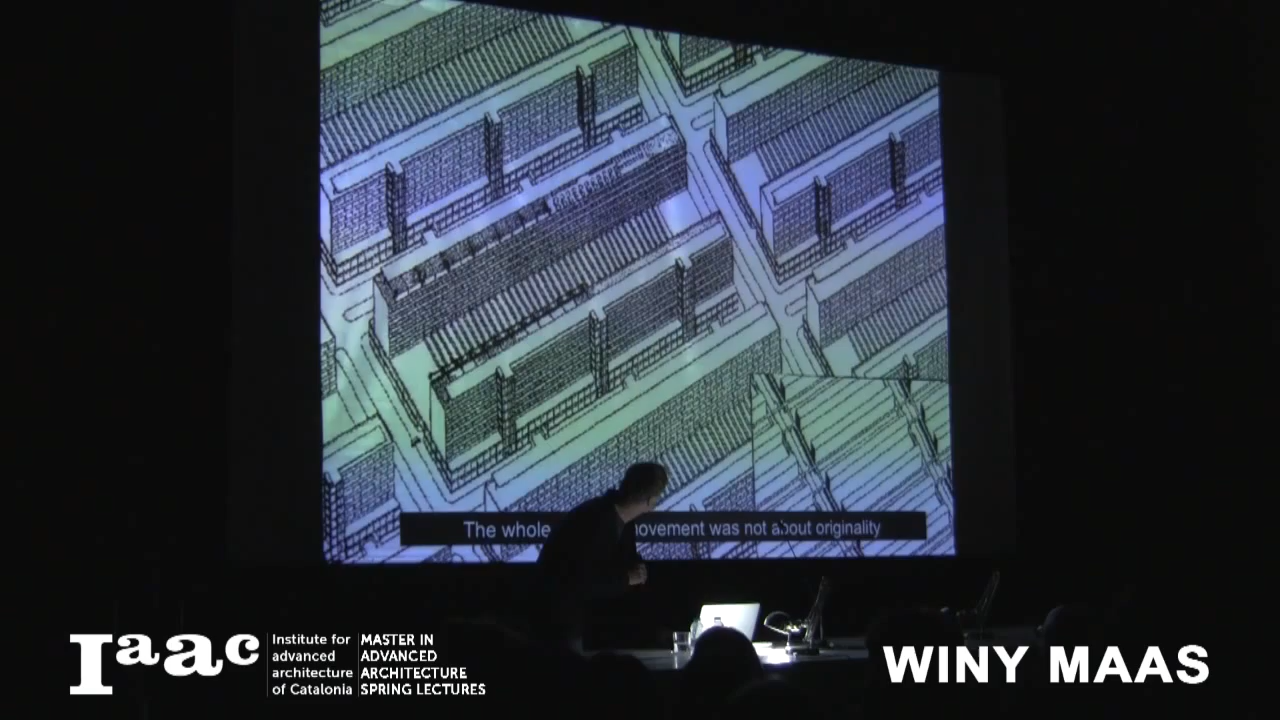 The whole
ovement was not about originality
Iaac
Institute for
advanced
architecture
of Catalonia
MASTER IN
ADVANCED
ARCHITECTURE
SPRING LECTURES
WINY MAAS